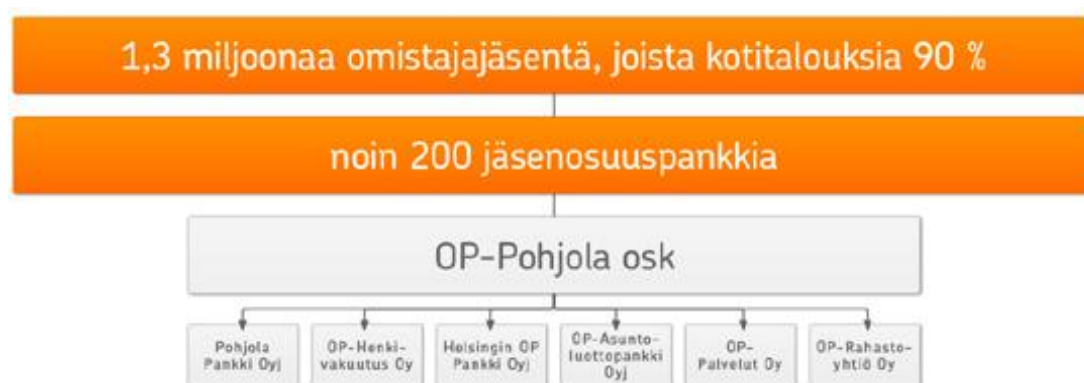 1,3 miljoonaa omistajajäsentä, joista kotitalouksia 90 %
noin 200 jäsenosuuspankkia
OP-Pohjola osk
Pohjola
Pankki Oyj
OP-Henki-
vakuutus Oy
Helsingin OP
Pankki Oyj
OP-Asunto-
luottopankki
Oyj
OP-
Palvelut Oy
OP-Rahasto-
yhtiö Oy